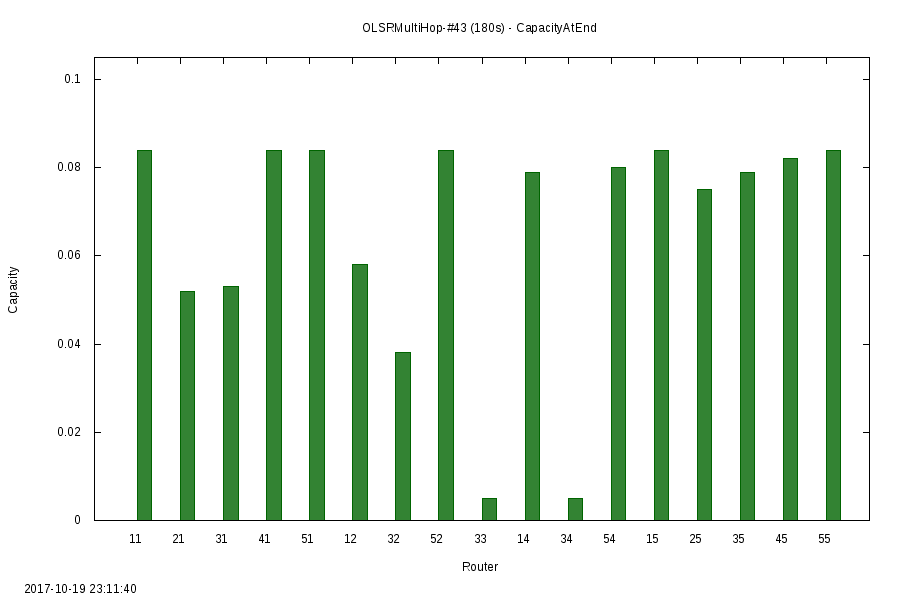 OLSRMultiHop-#43 (180s) - CapacityAtEnd
0.1
0.08
0.06
0.04
0.02
0
Capacity
11 21 31 41 51 12 32 52 33 14 34 54 15 25 35 45 55
Router
2017-10-19 23:11:40